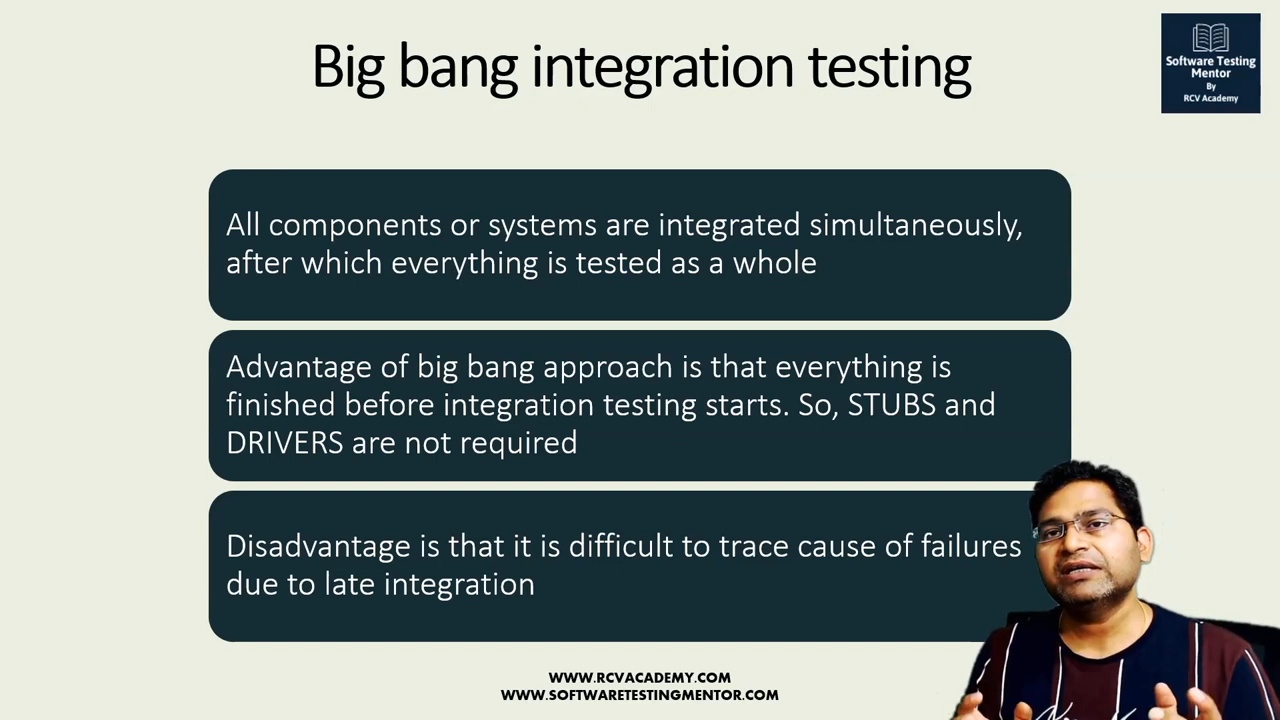 Big bang integration testing
Software Testing
Mentor
By
RCV Academy
All components or systems are integrated simultaneously,
after which everything is tested as a whole
Advantage of big bang approach is that everything is
finished before integration testing starts. So, STUBS and
DRIVERS are not required
Disadvantage is that it is difficult to trace cause of failures
due to late integration
WWW.RCVACADEMY.COM
WWW.SOFTWARETESTINGMENTOR.COM